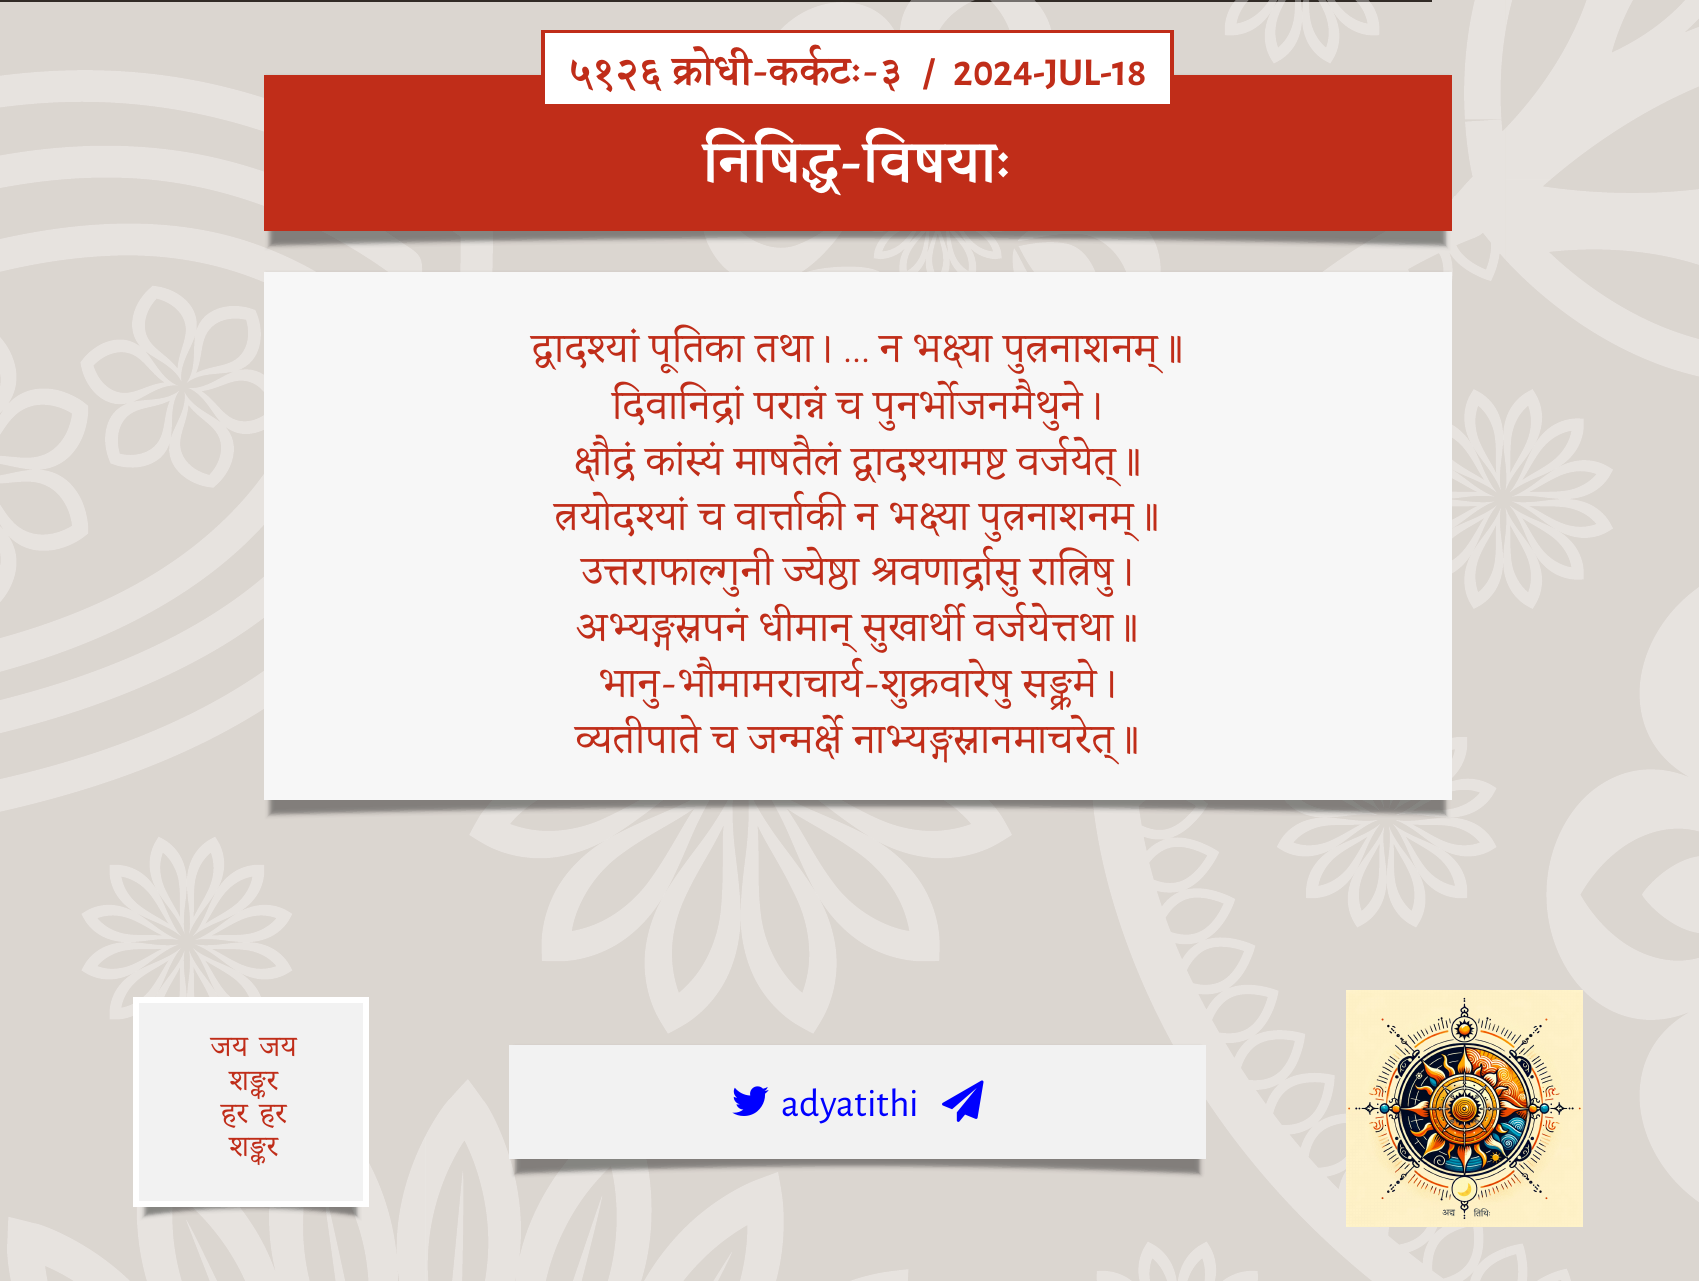 ५१२६ क्रोधी-कर्कटः-३ / 2024-JUL-18
निषिद्ध-विषयाः
द्वादश्यां पूतिका तथा। … न भक्ष्या पुत्रनाशनम्॥
दिवानिद्रां परान्नं च पुनर्भोजनमैथुने।
क्षौद्रं कांस्यं माषतैलं द्वादश्यामष्ट वर्जयेत्॥
त्रयोदश्यां च वार्त्ताकी न भक्ष्या पुत्रनाशनम्॥
उत्तराफाल्गुनी ज्येष्ठा श्रवणार्द्रासु रात्रिषु।
अभ्यङ्गस्नपनं धीमान् सुखार्थी वर्जयेत्तथा॥
भानु-भौमामराचार्य-शुक्रवारेषु सङ्क्रमे।
व्यतीपाते च जन्मर्क्षे नाभ्यङ्गस्नानमाचरेत्॥
जय जय
शङ्कर
हर हर
शङ्कर
adyatithi
अद्य तिथिः